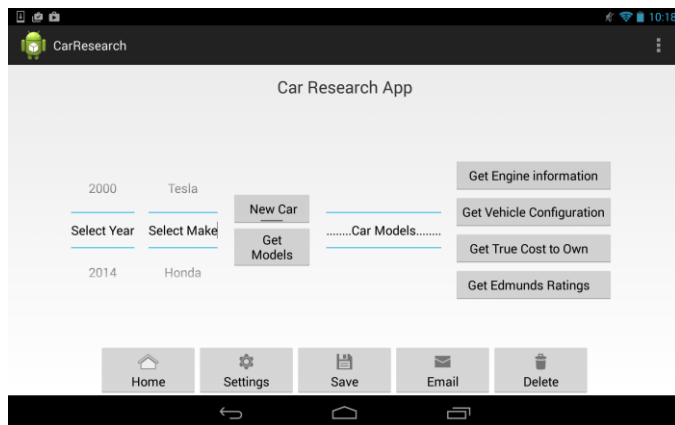 10:18
CarResearch
Car Research App
2000
Tesla
Select Year
Select Make
2014
Honda
New Car
Get
Models
........Car Models........
Get Engine information
Get Vehicle Configuration
Get True Cost to Own
Get Edmunds Ratings
Home
Settings
Save
Email
Delete